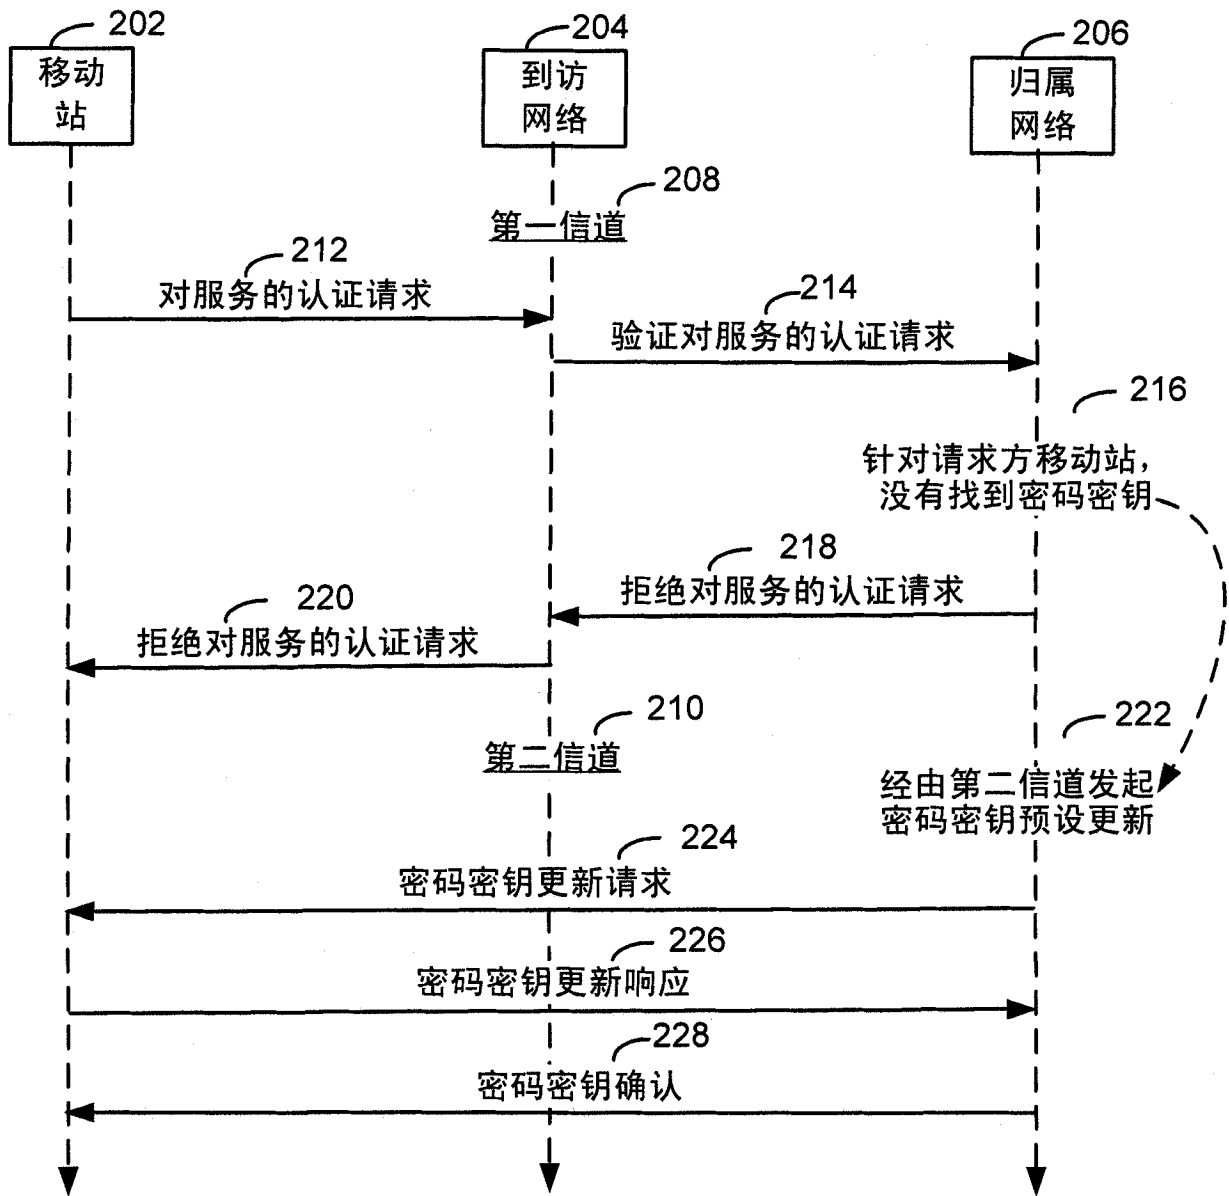 202
移动
站
204
到访
网络
206
归属
网络
208
第一信道
212
对服务的认证请求
214
验证对服务的认证请求
216
针对请求方移动站，
没有找到密码密钥
218
拒绝对服务的认证请求
220
拒绝对服务的认证请求
210
第二信道
222
经由第二信道发起
密码密钥预设更新
224
密码密钥更新请求
226
密码密钥更新响应
228
密码密钥确认